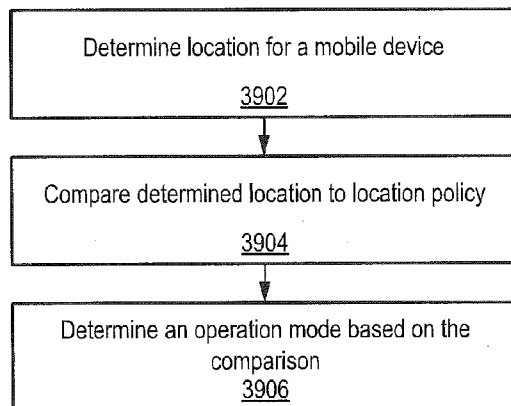 Determine location for a mobile device
3902
Compare determined location to location policy
3904
Determine an operation mode based on the
comparison
3906